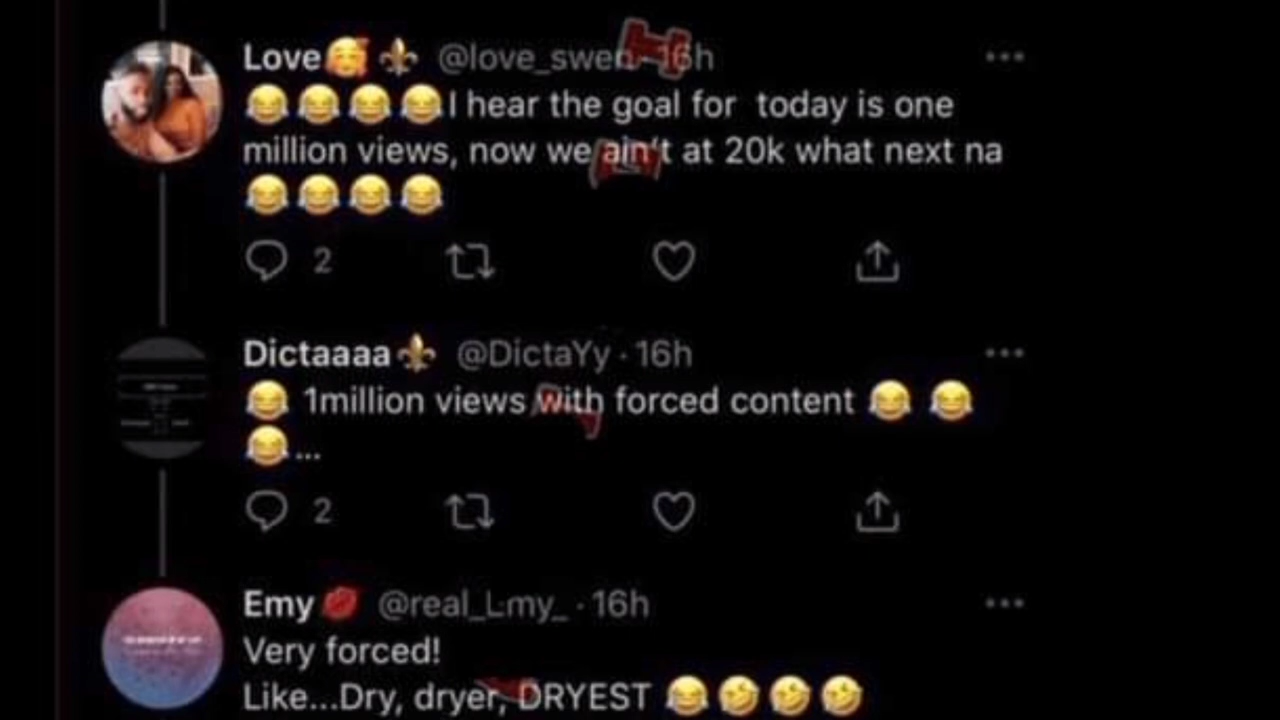 Love🥰⚜️ @love_swen · 16h
😂😂😂😂I hear the goal for today is one
million views, now we ain't at 20k what next na
😂😂😂😂
2
Dictaaaa⚜️ @DictaYy · 16h
😂 1million views with forced content 😂 😂
😂...
2
Emy💋 @real_Lmy_ · 16h
Very forced!
Like...Dry, dryer, DRYEST 😂🤣🤣🤣